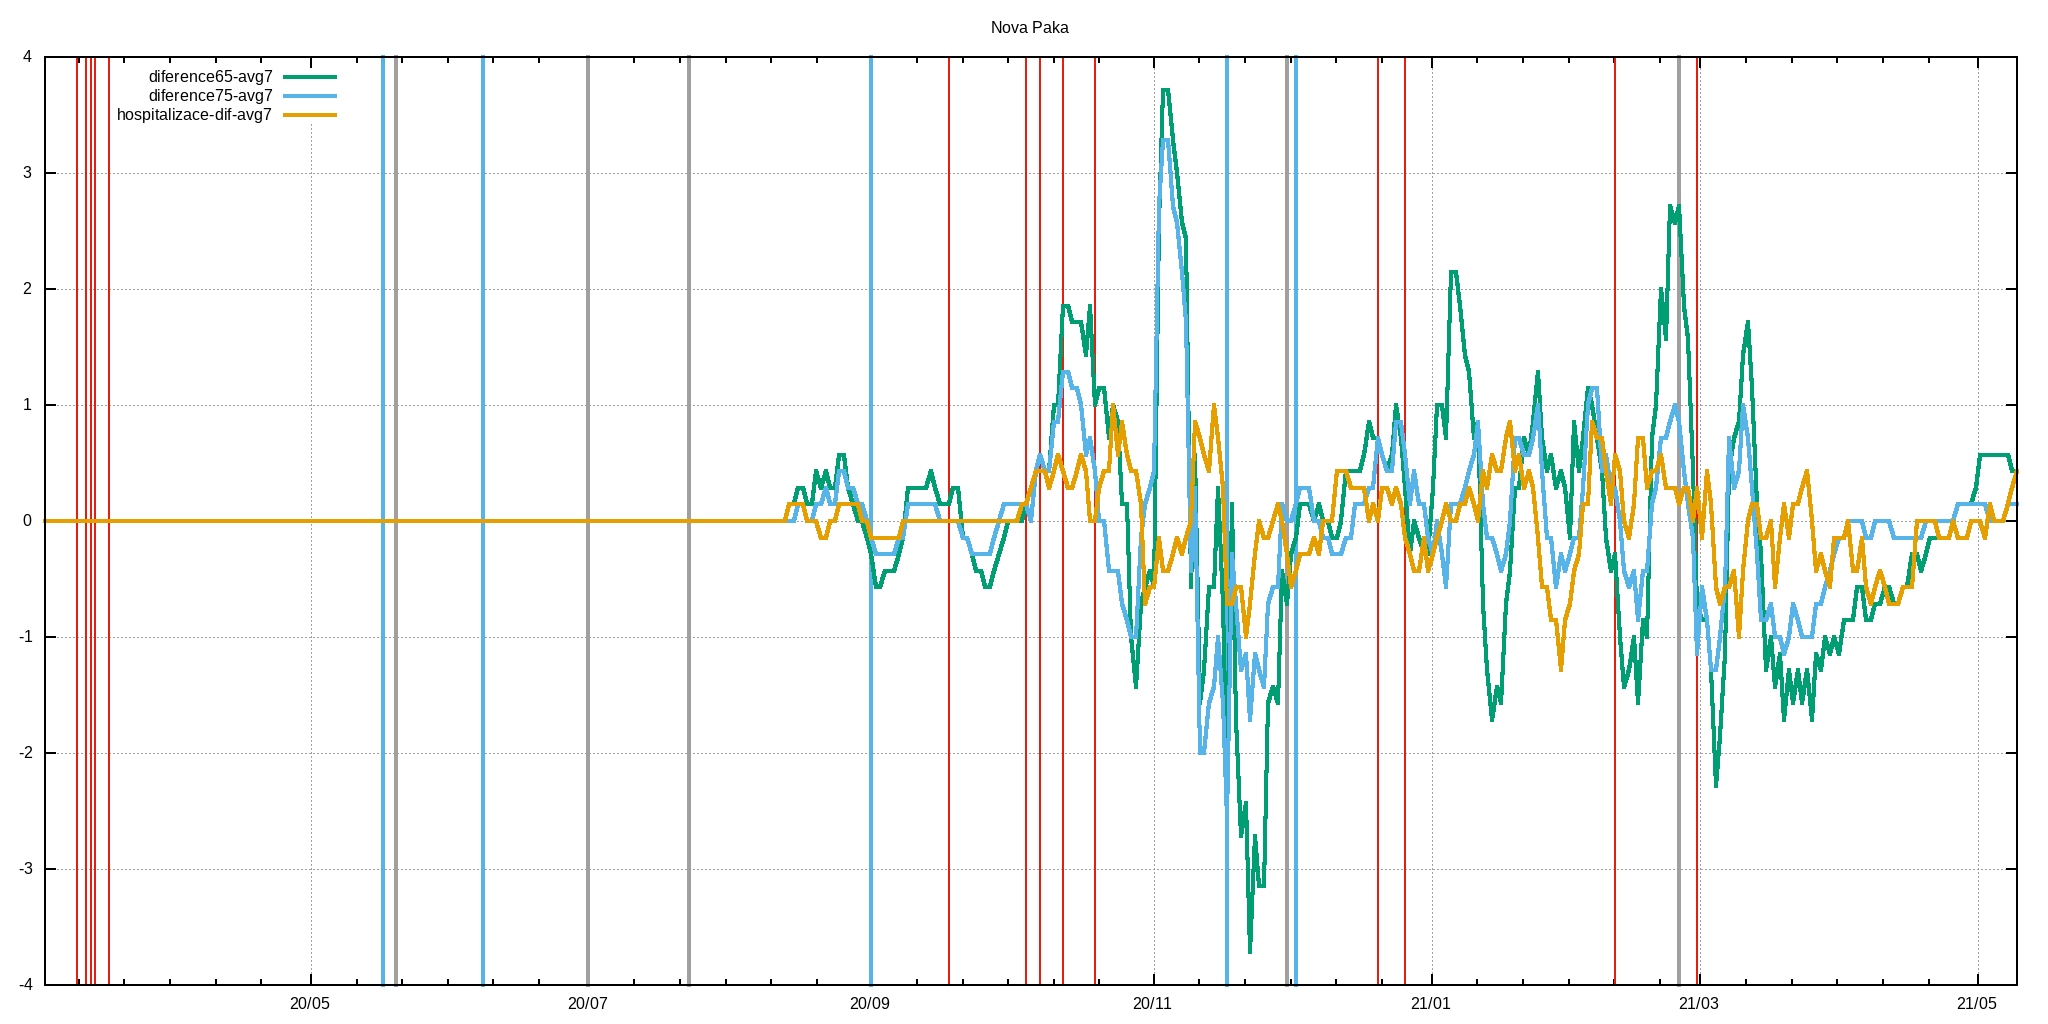 Nova Paka
diference65-avg7
diference75-avg7
hospitalizace-dif-avg7
4
3
2
1
0
-1
-2
-3
-4
20/05 20/07 20/09 20/11 21/01 21/03 21/05